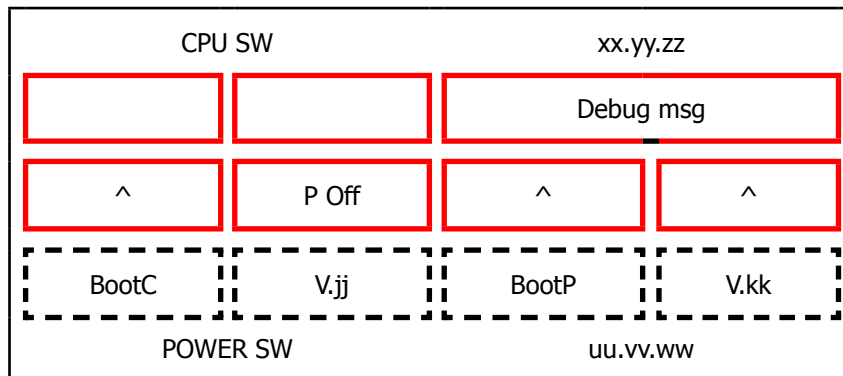 CPU SW xx.yy.zz
Debug msg
^ P Off ^ ^
BootC V.jj BootP V.kk
POWER SW uu.vv.ww